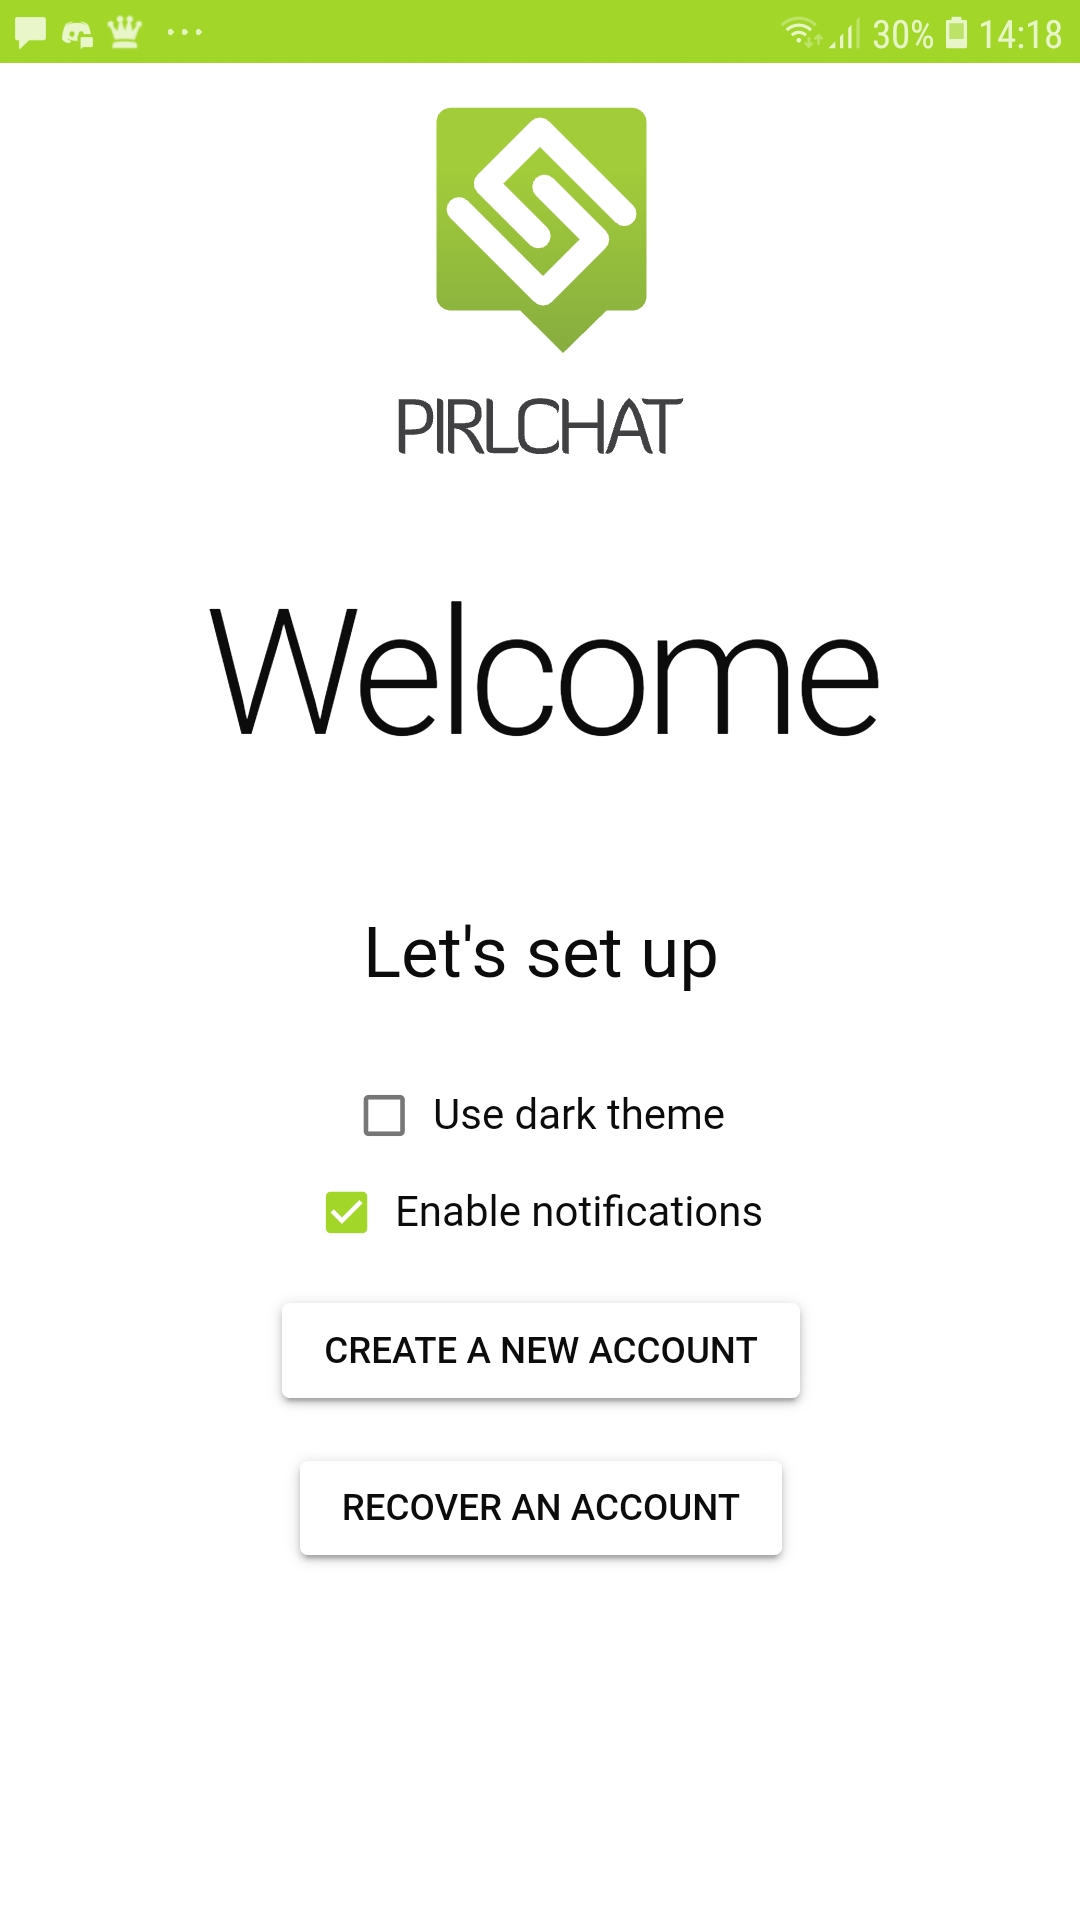 30% 14:18
PIRLCHAT
Welcome
Let's set up
Use dark theme
Enable notifications
CREATE A NEW ACCOUNT
RECOVER AN ACCOUNT